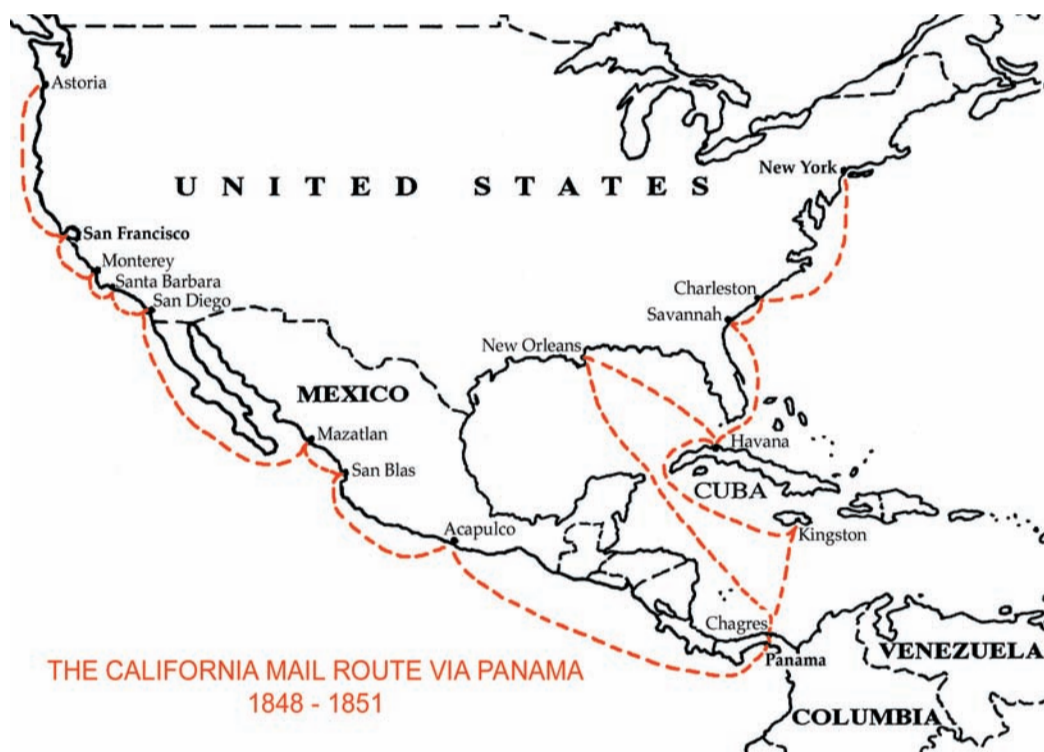 Astoria
New York
UNITED STATES
San Francisco
Monterey
Santa Barbara
San Diego
Charleston
Savannah
New Orleans
MEXICO
Mazatlan
Havana
San Blas
CUBA
Acapulco
Kingston
Chagres
Panama
VENEZUELA
COLUMBIA
THE CALIFORNIA MAIL ROUTE VIA PANAMA
1848 - 1851